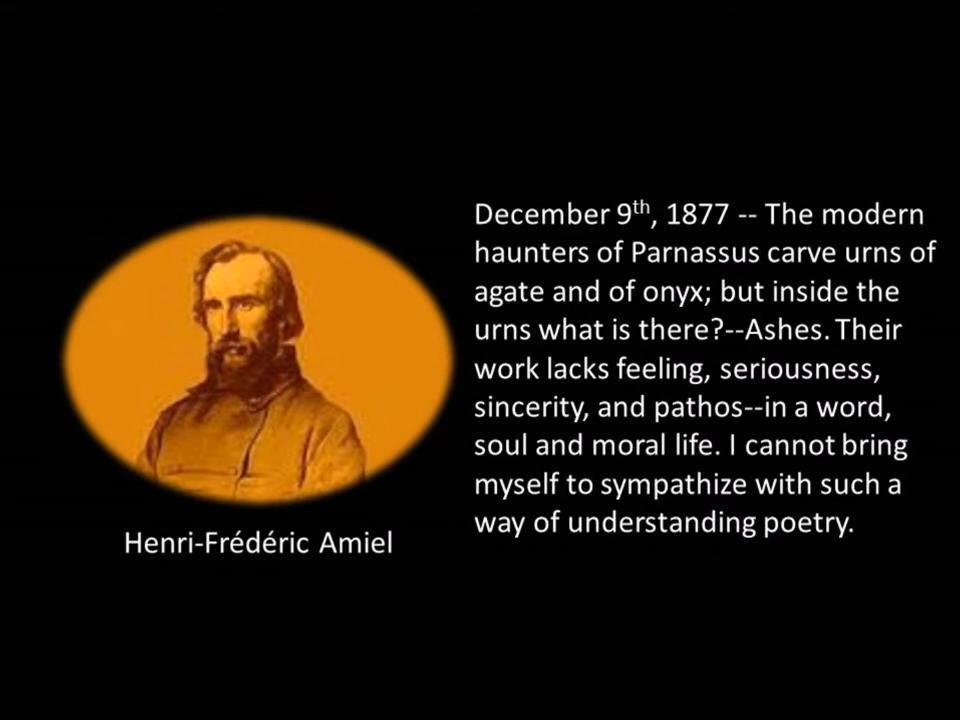 December 9th, 1877 -- The modern
haunters of Parnassus carve urns of
agate and of onyx; but inside the
urns what is there?--Ashes. Their
work lacks feeling, seriousness,
sincerity, and pathos--in a word,
soul and moral life. I cannot bring
myself to sympathize with such a
way of understanding poetry.
Henri-Frédéric Amiel